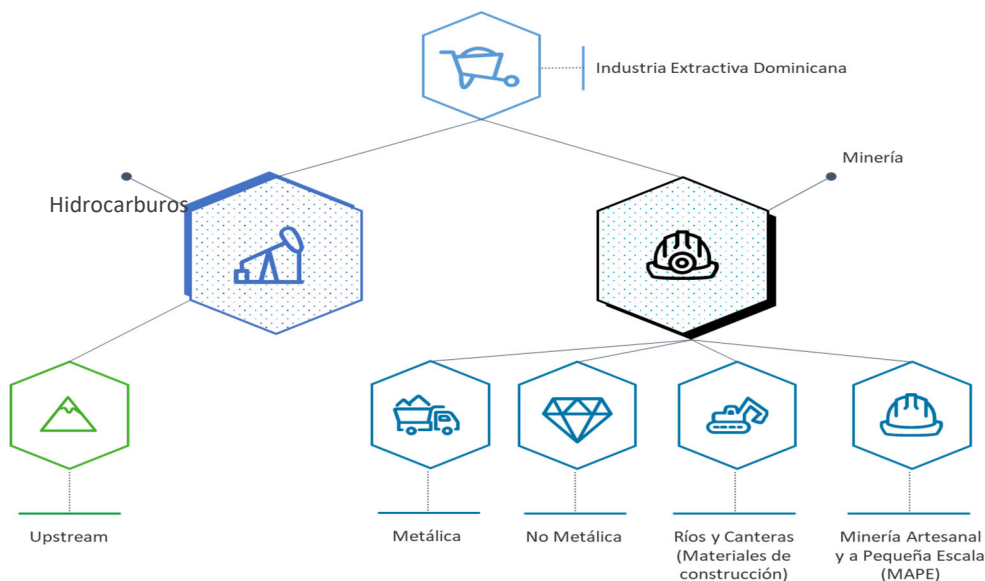 Industria Extractiva Dominicana
Minería
Hidrocarburos
Upstream
Metálica
No Metálica
Ríos y Canteras
(Materiales de
construcción)
Minería Artesanal
y a Pequeña Escala
(MAPE)